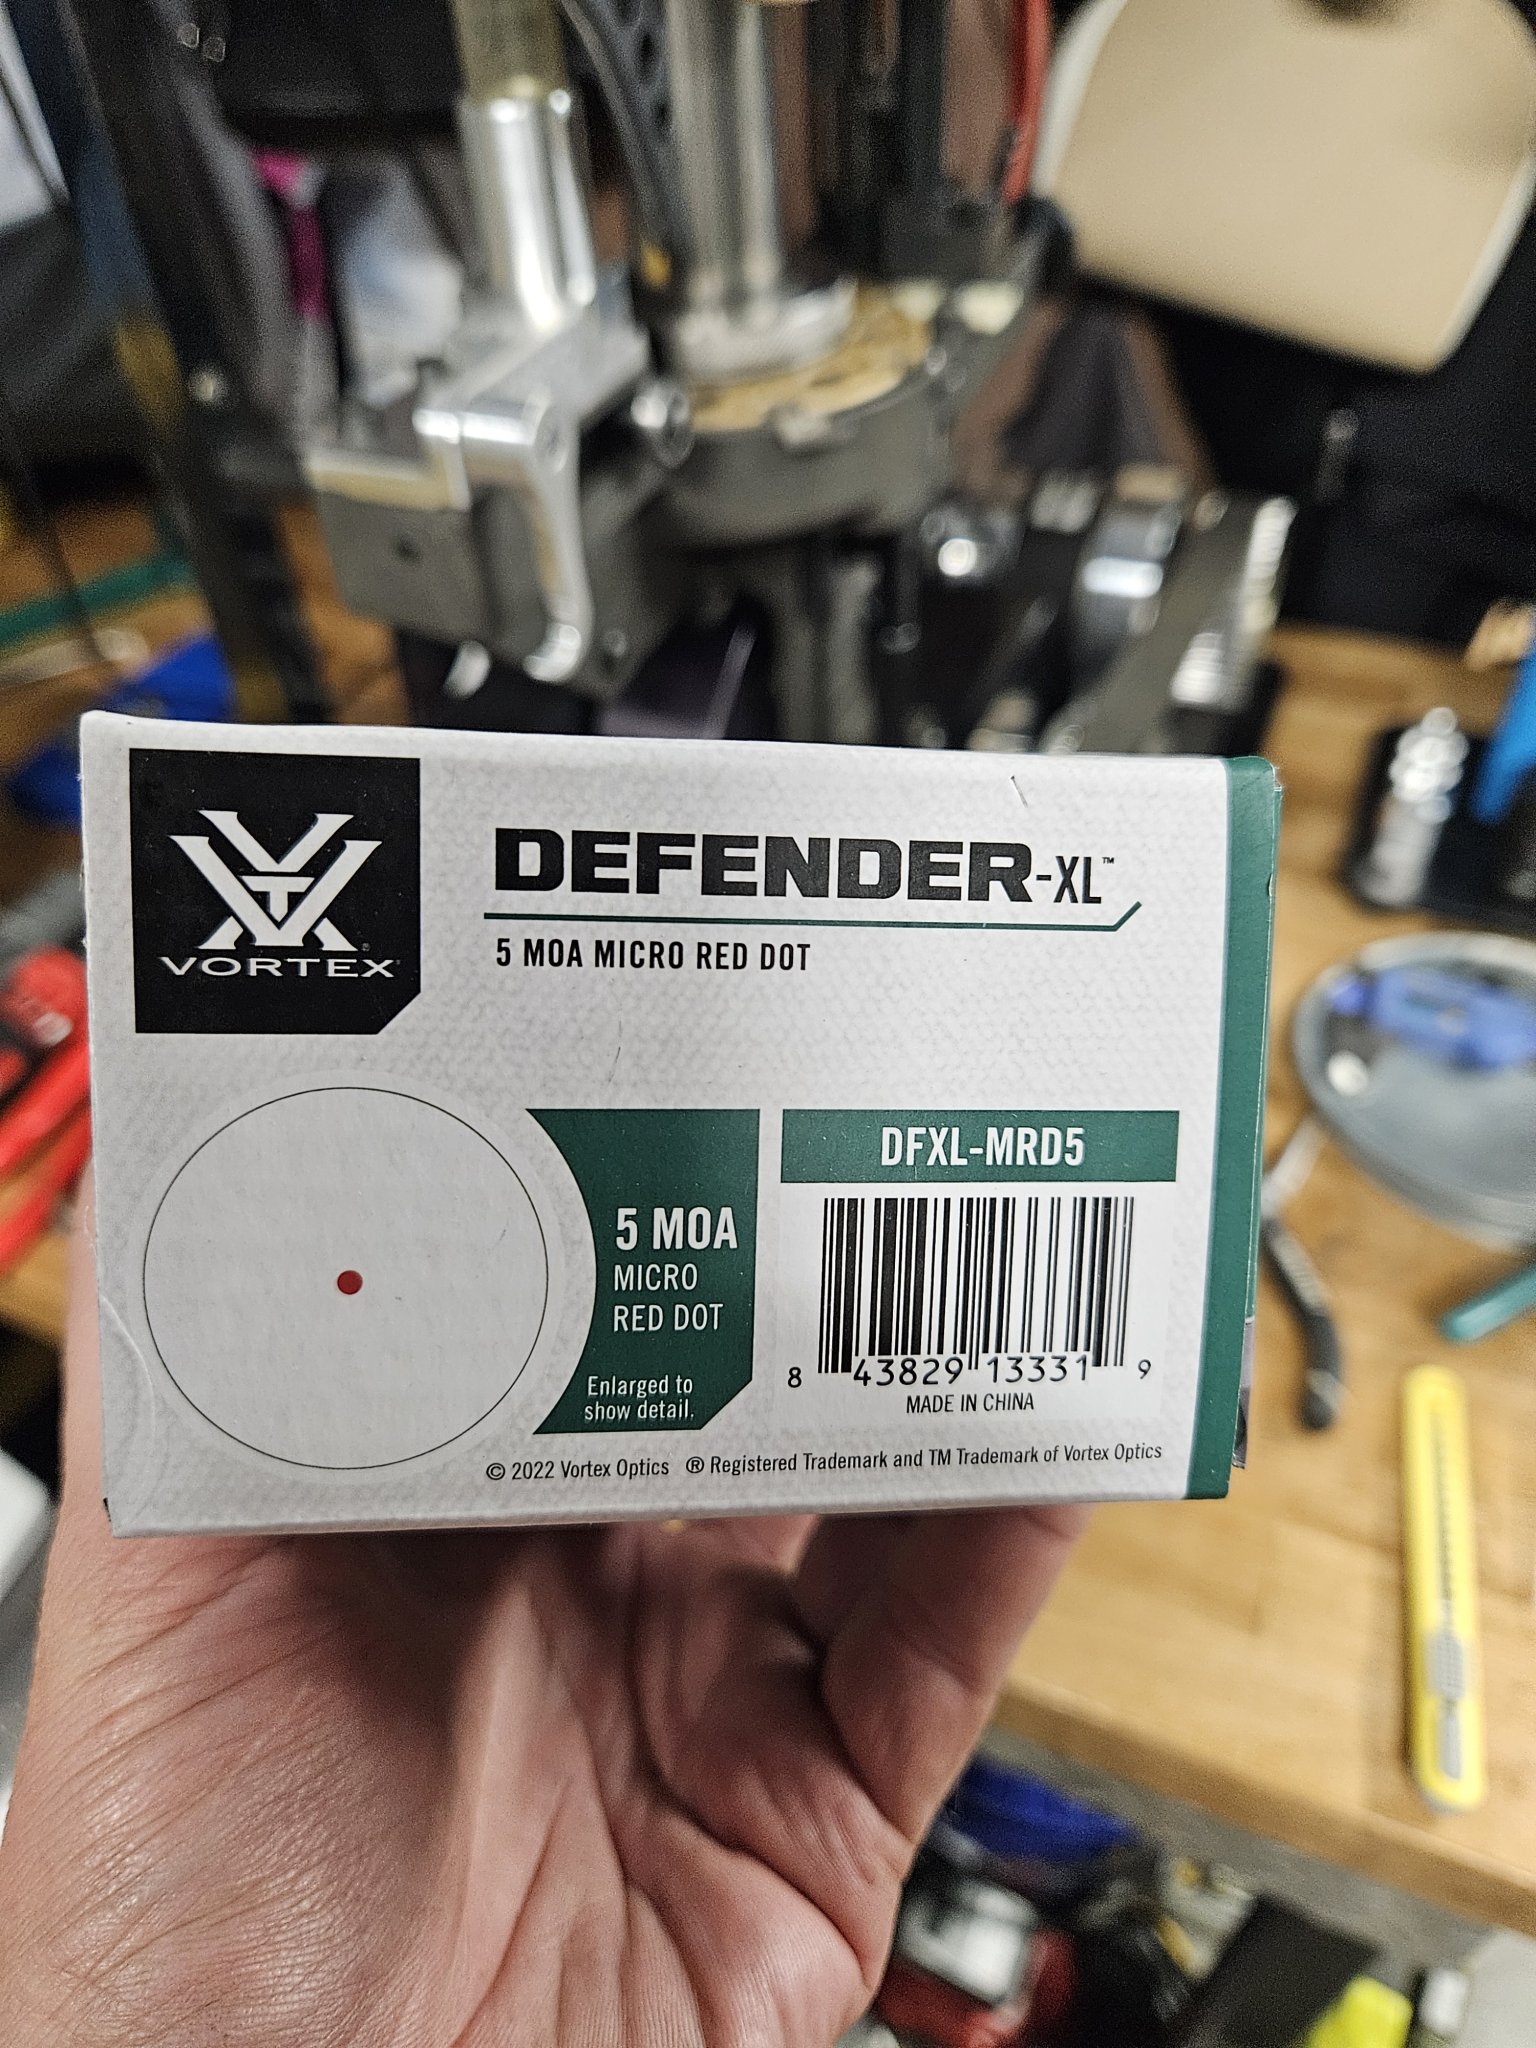 VORTEX®
DEFENDER-XL™
5 MOA MICRO RED DOT
5 MOA
MICRO
RED DOT
Enlarged to
show detail.
DFXL-MRD5
8 43829 13331 9
MADE IN CHINA
© 2022 Vortex Optics ® Registered Trademark and TM Trademark of Vortex Optics